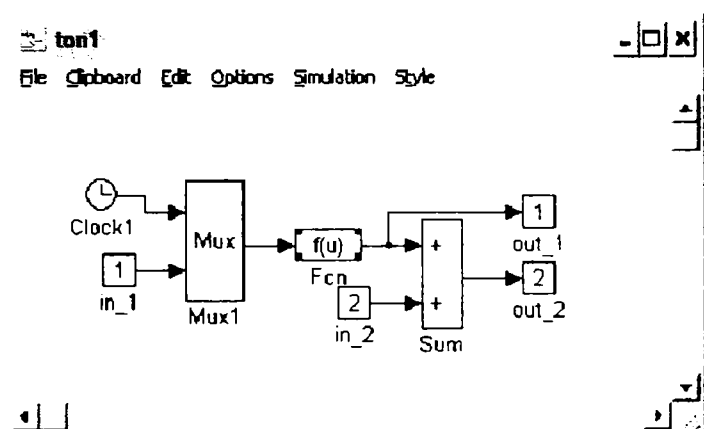 ton1
File Clipboard Edit Options Simulation Style
Clock1
Mux
f(u)
+
1
out_1
1
in_1
Mux1
Fcn
2
in_2
+
Sum
2
out_2